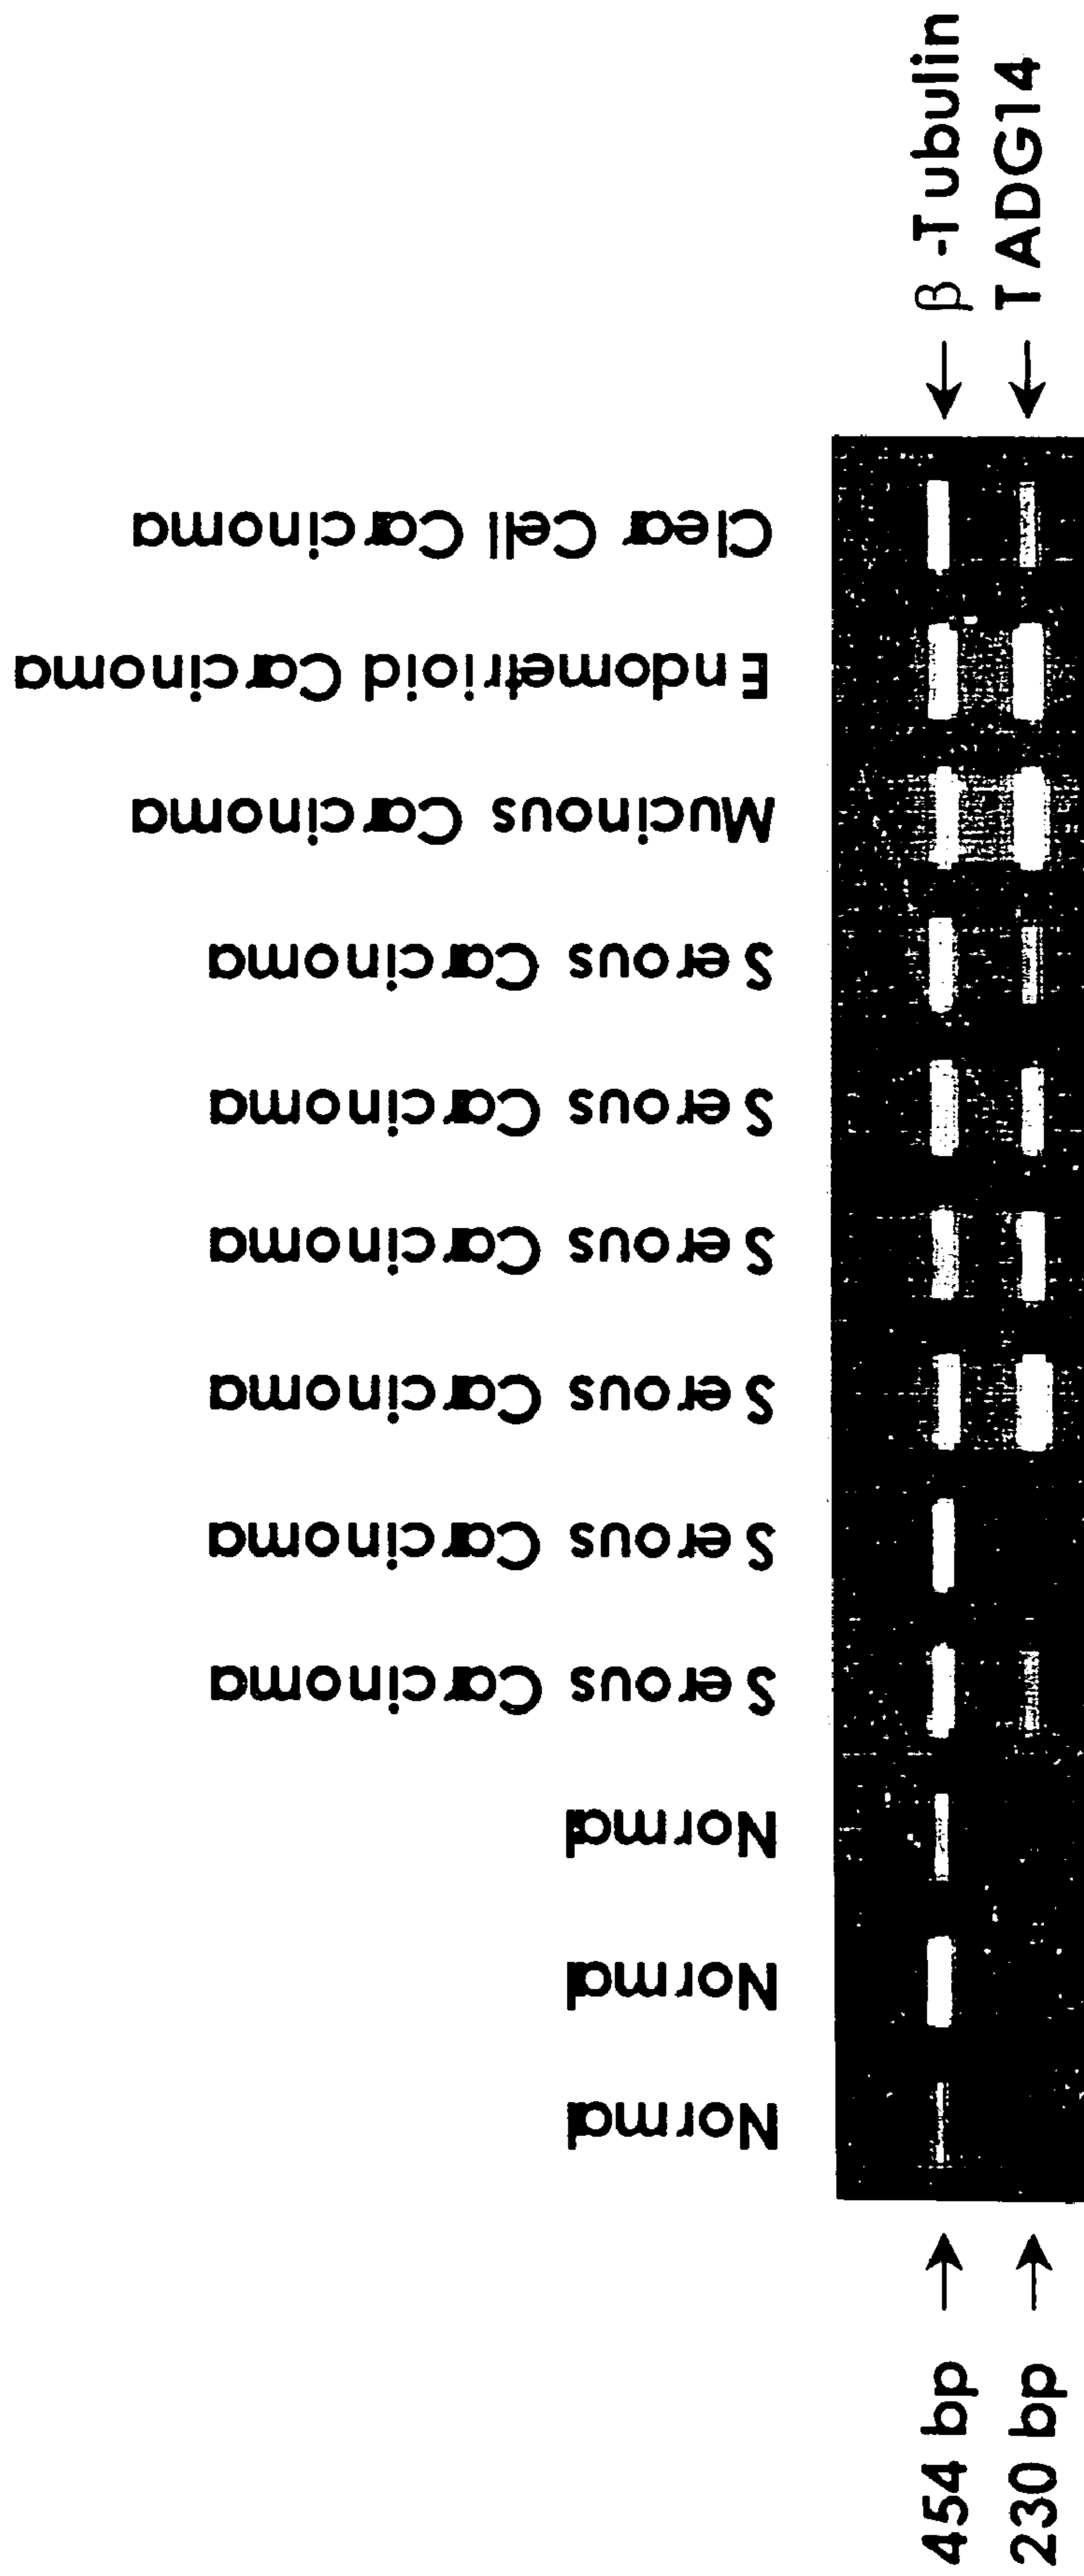 Normal
Normal
Normal
Serous Carcinoma
Serous Carcinoma
Serous Carcinoma
Serous Carcinoma
Serous Carcinoma
Serous Carcinoma
Mucinous Carcinoma
Endometrioid Carcinoma
Clear Cell Carcinoma
454 bp → ← β-Tubulin
230 bp → ← TADG14